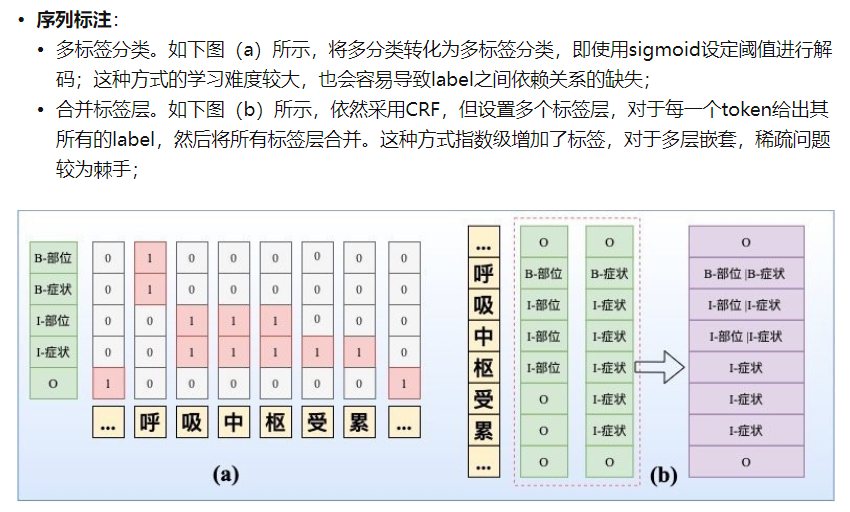 • 序列标注：
• 多标签分类。如下图（a）所示，将多分类转化为多标签分类，即使用sigmoid设定阈值进行解
码；这种方式的学习难度较大，也会容易导致label之间依赖关系的缺失；
• 合并标签层。如下图（b）所示，依然采用CRF，但设置多个标签层，对于每一个token给出其
所有的label，然后将所有标签层合并。这种方式指数级增加了标签，对于多层嵌套，稀疏问题
较为棘手；
B-部位 0 1 0 0 0 0 0 0
B-症状 0 1 0 0 0 0 0 0
I-部位 0 0 1 1 1 0 0 0
I-症状 0 0 1 1 1 1 1 0
O 1 0 0 0 0 0 0 1
... 呼 吸 中 枢 受 累 ...
(a)
... O O O
呼 B-部位 B-症状 B-部位 |B-症状
吸 I-部位 I-症状 I-部位 |I-症状
中 I-部位 I-症状 I-部位 |I-症状
枢 I-部位 I-症状 I-症状
受 O I-症状 I-症状
累 O I-症状 I-症状
... O O O
(b)